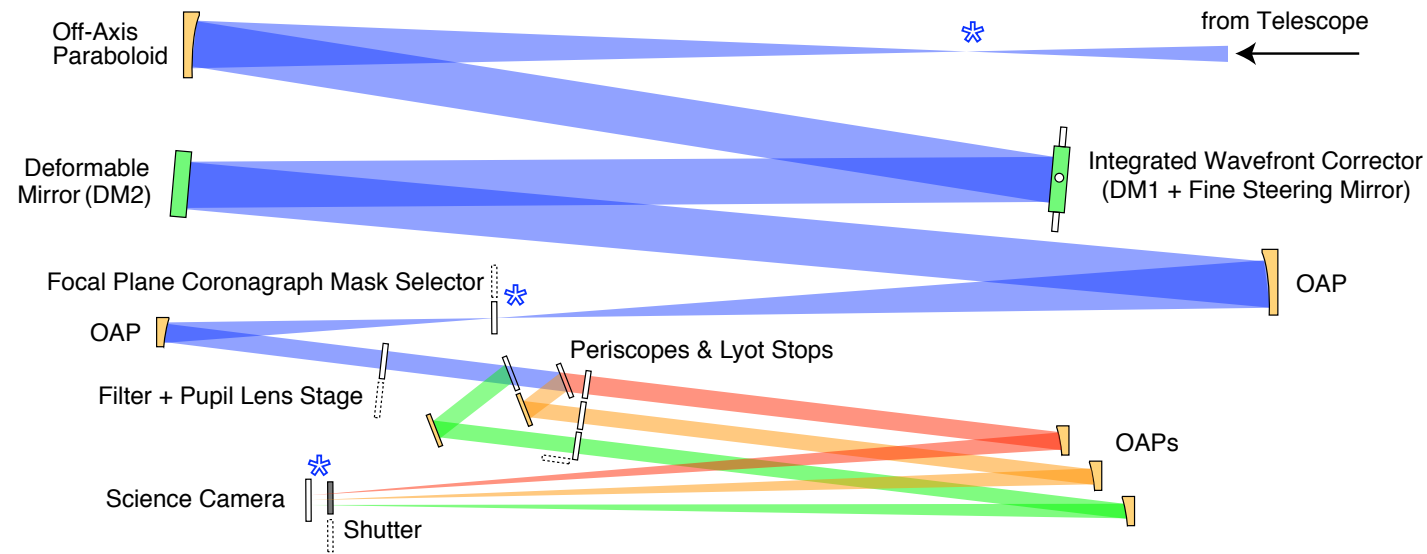 from Telescope
Off-Axis
Paraboloid
Deformable
Mirror (DM2)
Integrated Wavefront Corrector
(DM1 + Fine Steering Mirror)
Focal Plane Coronagraph Mask Selector
OAP
OAP
Periscopes & Lyot Stops
Filter + Pupil Lens Stage
OAPs
Science Camera
Shutter